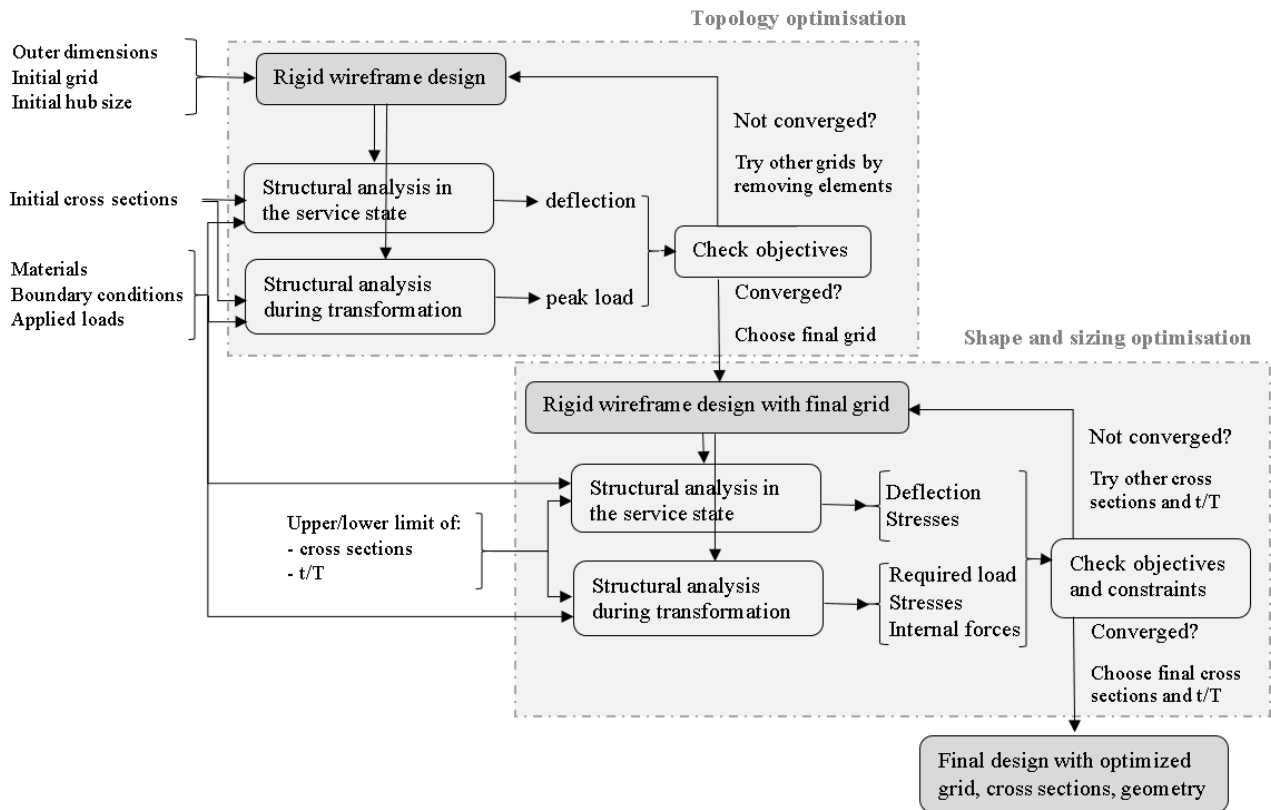 Topology optimisation
Outer dimensions
Initial grid
Initial hub size
Rigid wireframe design
Not converged?
Try other grids by
removing elements
Initial cross sections
Structural analysis in
the service state
deflection
Check objectives
Materials
Boundary conditions
Applied loads
Structural analysis
during transformation
peak load
Converged?
Choose final grid
Shape and sizing optimisation
Rigid wireframe design with final grid
Not converged?
Try other cross
sections and t/T
Structural analysis in
the service state
Deflection
Stresses
Upper/lower limit of:
- cross sections
- t/T
Structural analysis
during transformation
Required load
Stresses
Internal forces
Check objectives
and constraints
Converged?
Choose final cross
sections and t/T
Final design with optimized
grid, cross sections, geometry